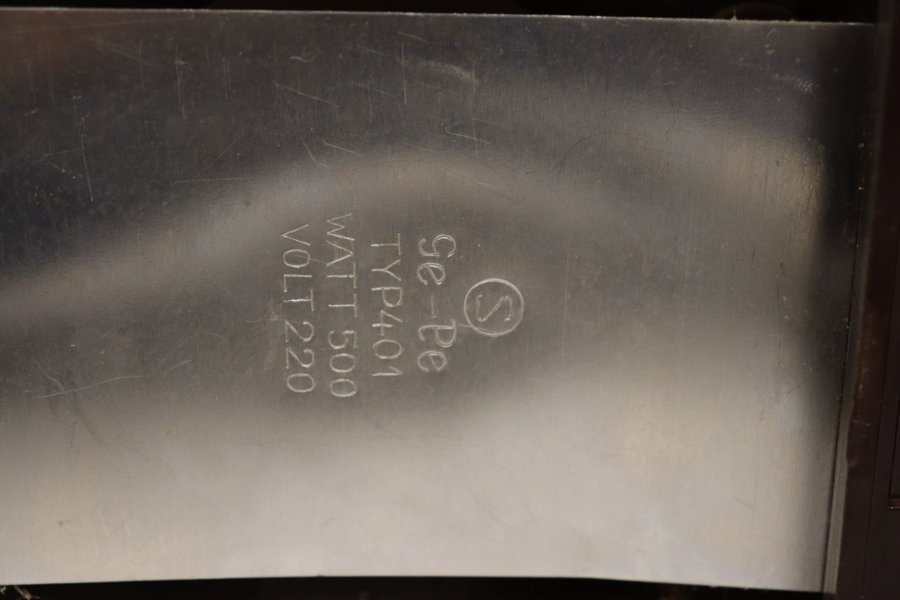 S
Ge-Pe
TYP401
WATT 500
VOLT 220